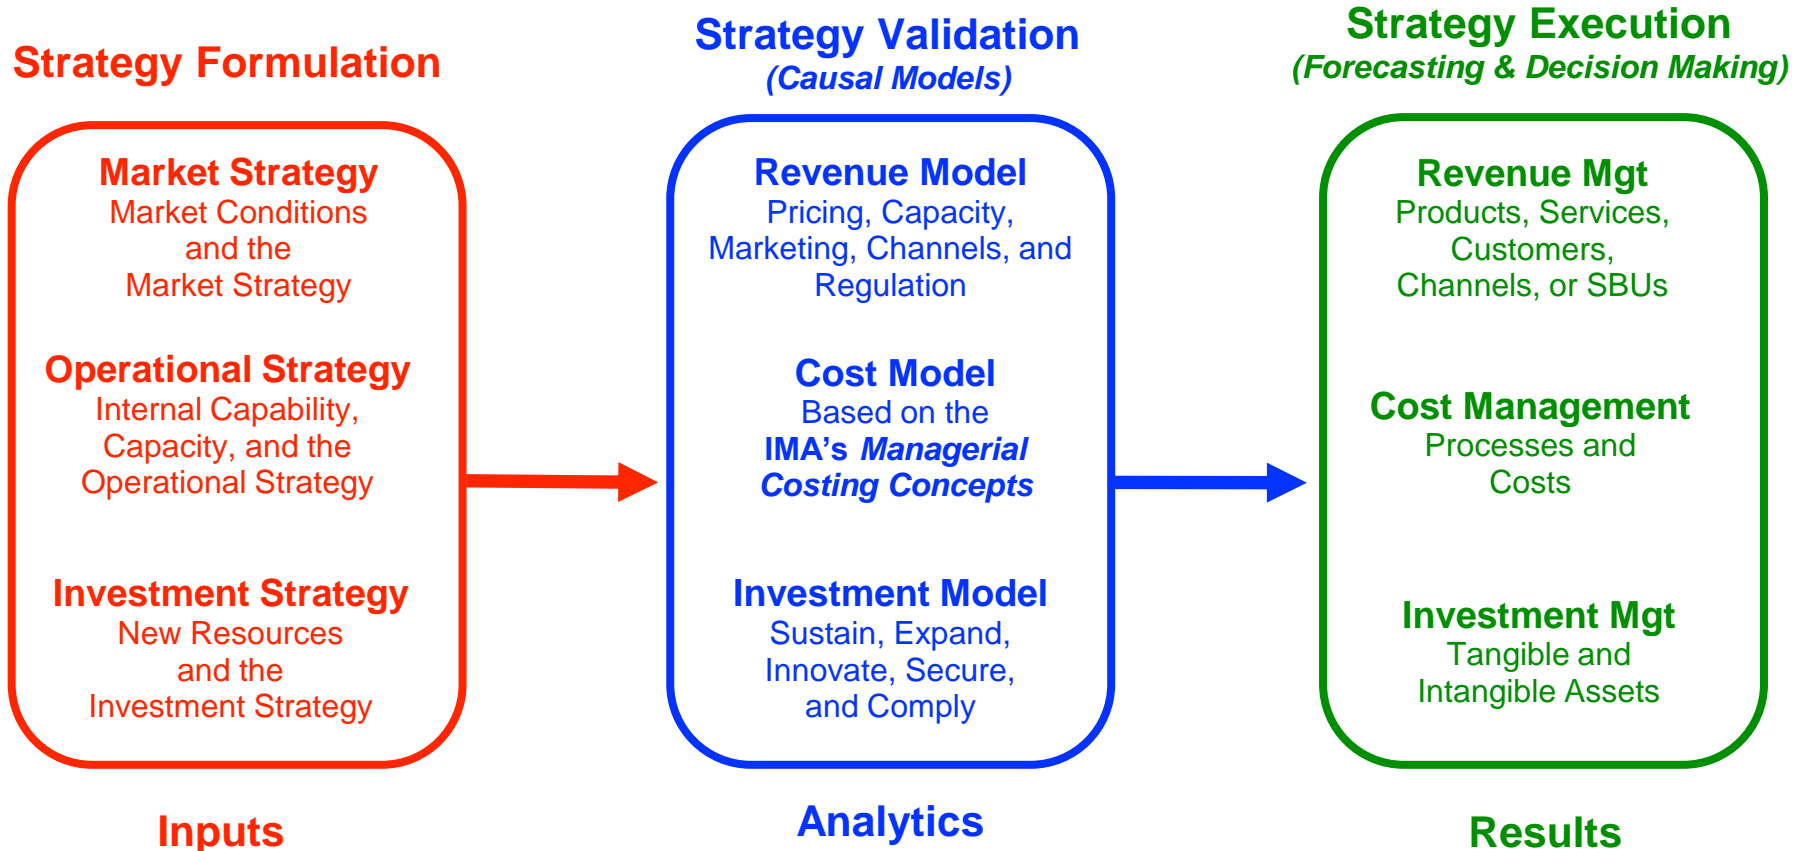 Strategy Formulation
Market Strategy
Market Conditions
and the
Market Strategy
Operational Strategy
Internal Capability,
Capacity, and the
Operational Strategy
Investment Strategy
New Resources
and the
Investment Strategy
Inputs
Strategy Validation
(Causal Models)
Revenue Model
Pricing, Capacity,
Marketing, Channels, and
Regulation
Cost Model
Based on the
IMA’s Managerial
Costing Concepts
Investment Model
Sustain, Expand,
Innovate, Secure,
and Comply
Analytics
Strategy Execution
(Forecasting & Decision Making)
Revenue Mgt
Products, Services,
Customers,
Channels, or SBUs
Cost Management
Processes and
Costs
Investment Mgt
Tangible and
Intangible Assets
Results